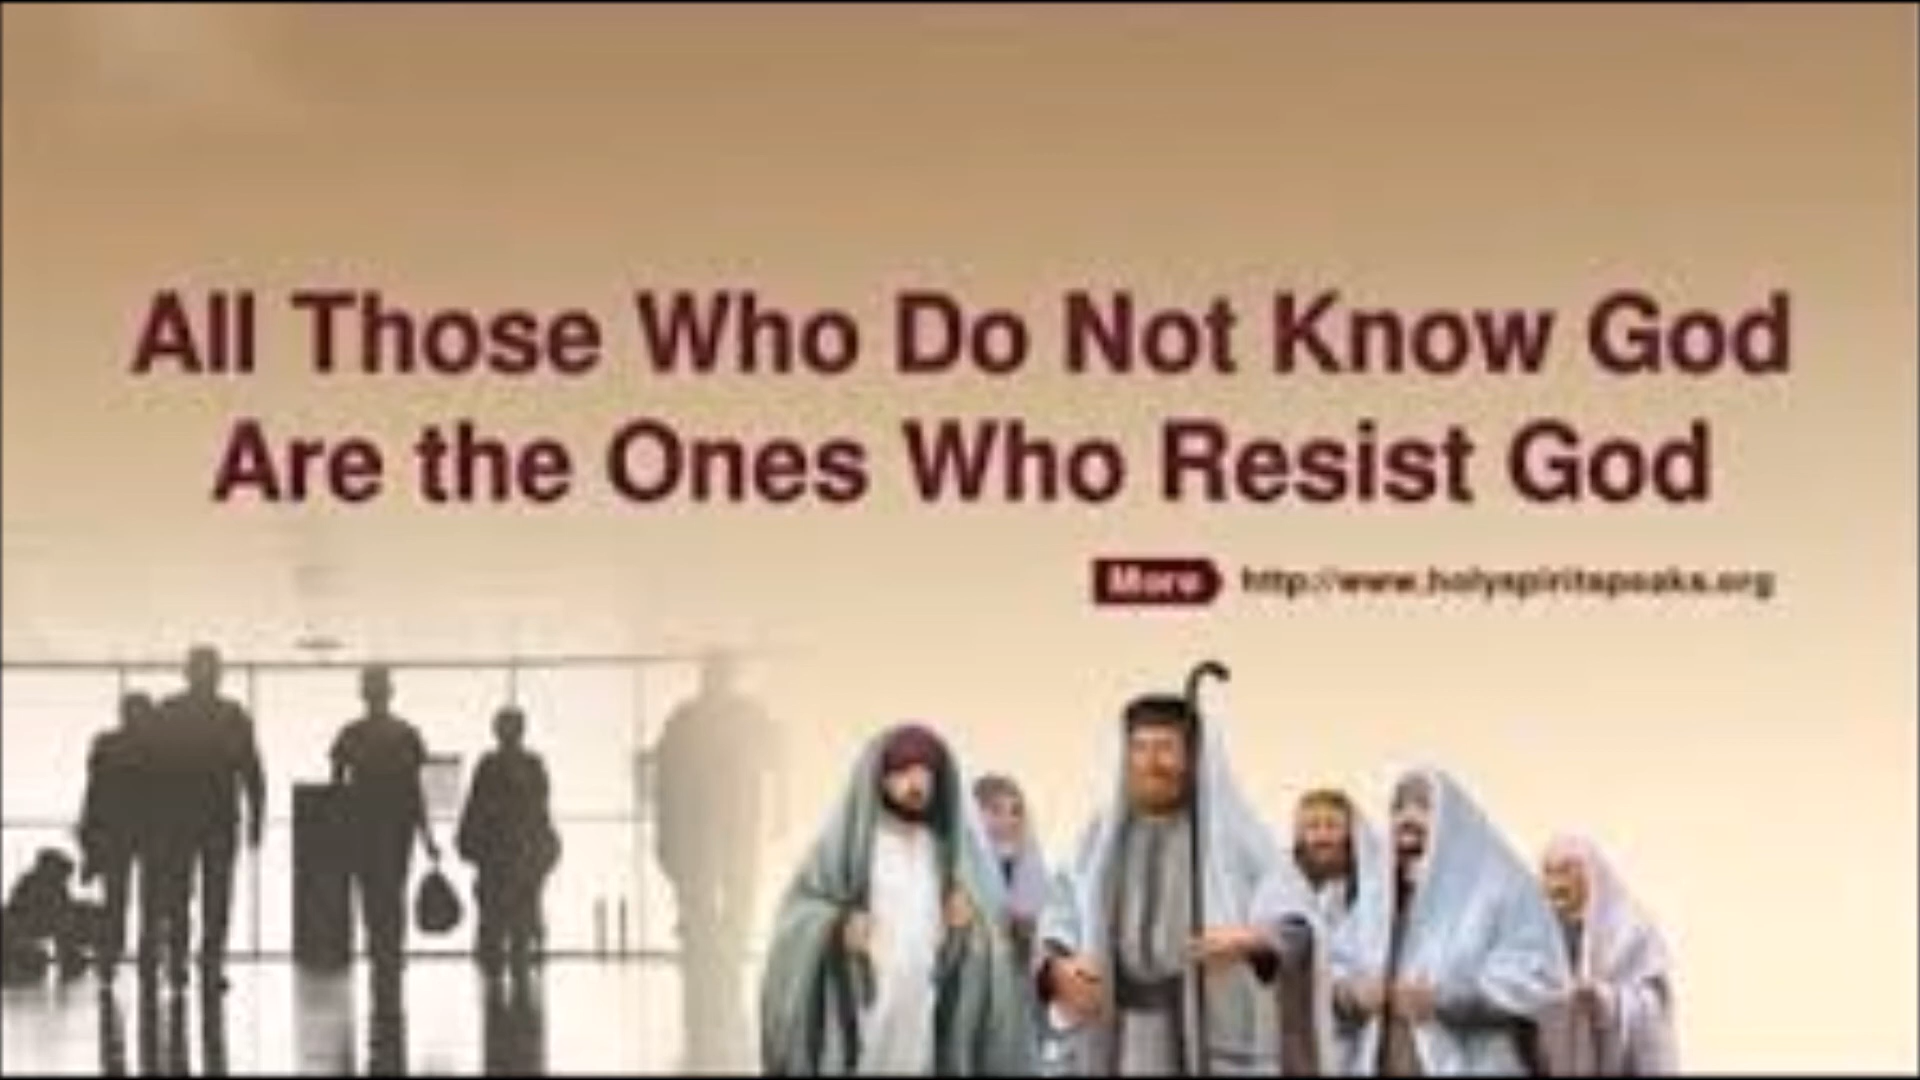 All Those Who Do Not Know God
Are the Ones Who Resist God
More http://www.holyspiritspeaks.org